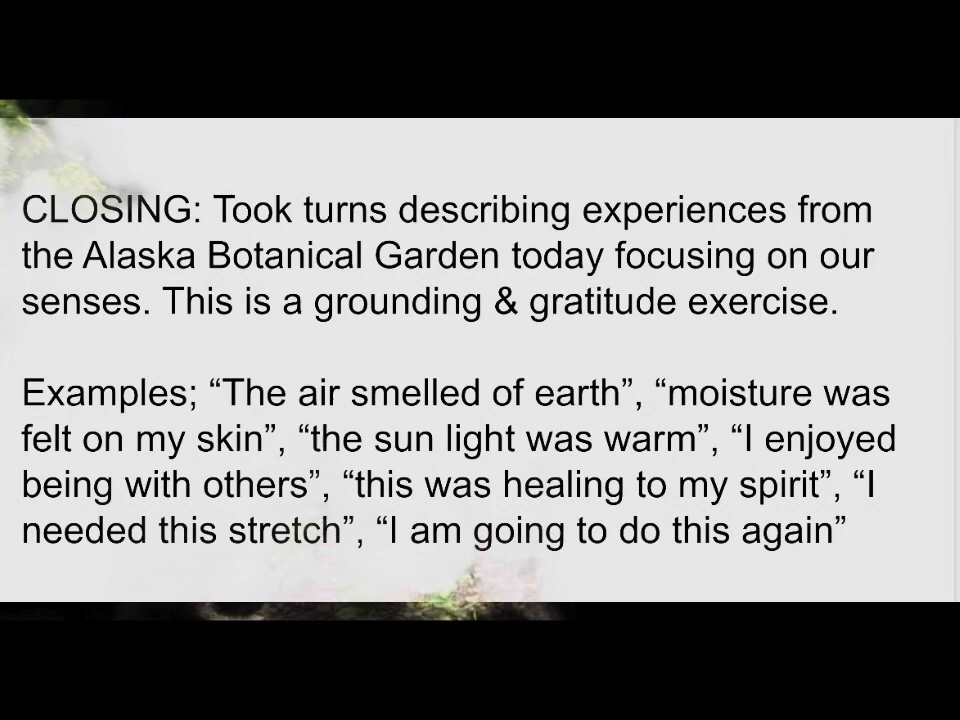 CLOSING: Took turns describing experiences from
the Alaska Botanical Garden today focusing on our
senses. This is a grounding & gratitude exercise.
Examples; “The air smelled of earth”, “moisture was
felt on my skin”, “the sun light was warm”, “I enjoyed
being with others”, “this was healing to my spirit”, “I
needed this stretch”, “I am going to do this again”